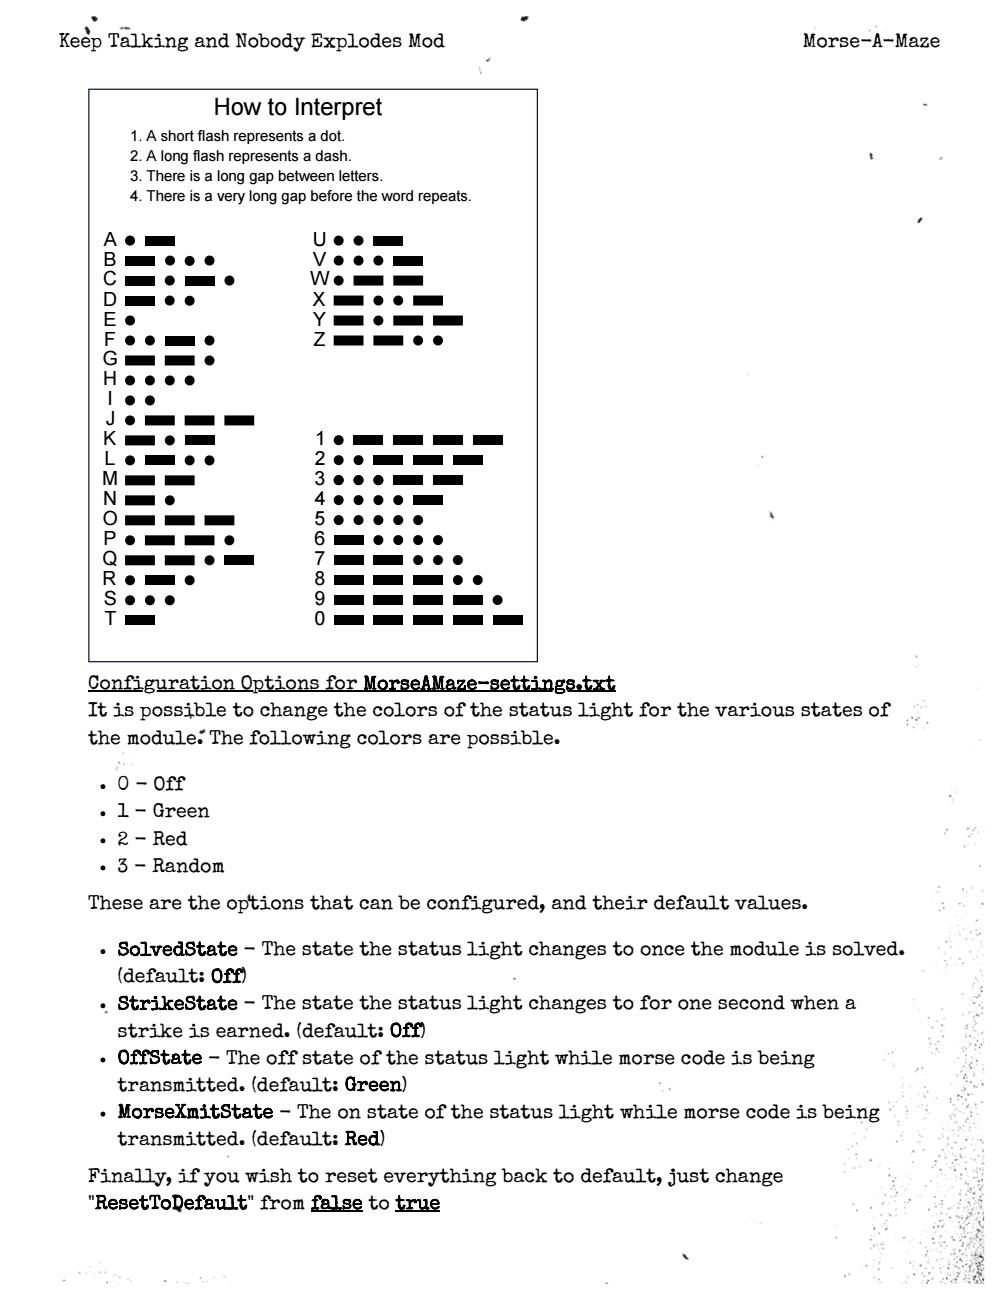 Keep Talking and Nobody Explodes Mod
Morse-A-Maze
How to Interpret
1. A short flash represents a dot.
2. A long flash represents a dash.
3. There is a long gap between letters.
4. There is a very long gap before the word repeats.
A
B
C
D
E
F
G
H
I
J
K
L
M
N
O
P
Q
R
S
T
U
V
W
X
Y
Z
1
2
3
4
5
6
7
8
9
0
Configuration Options for MorseAMaze-settings.txt
It is possible to change the colors of the status light for the various states of
the module. The following colors are possible.
• 0 – Off
• 1 – Green
• 2 – Red
• 3 – Random
These are the options that can be configured, and their default values.
• SolvedState – The state the status light changes to once the module is solved.
(default: Off)
• StrikeState – The state the status light changes to for one second when a
strike is earned. (default: Off)
• OffState – The off state of the status light while morse code is being
transmitted. (default: Green)
• MorseXmitState – The on state of the status light while morse code is being
transmitted. (default: Red)
Finally, if you wish to reset everything back to default, just change
"ResetToDefault" from false to true